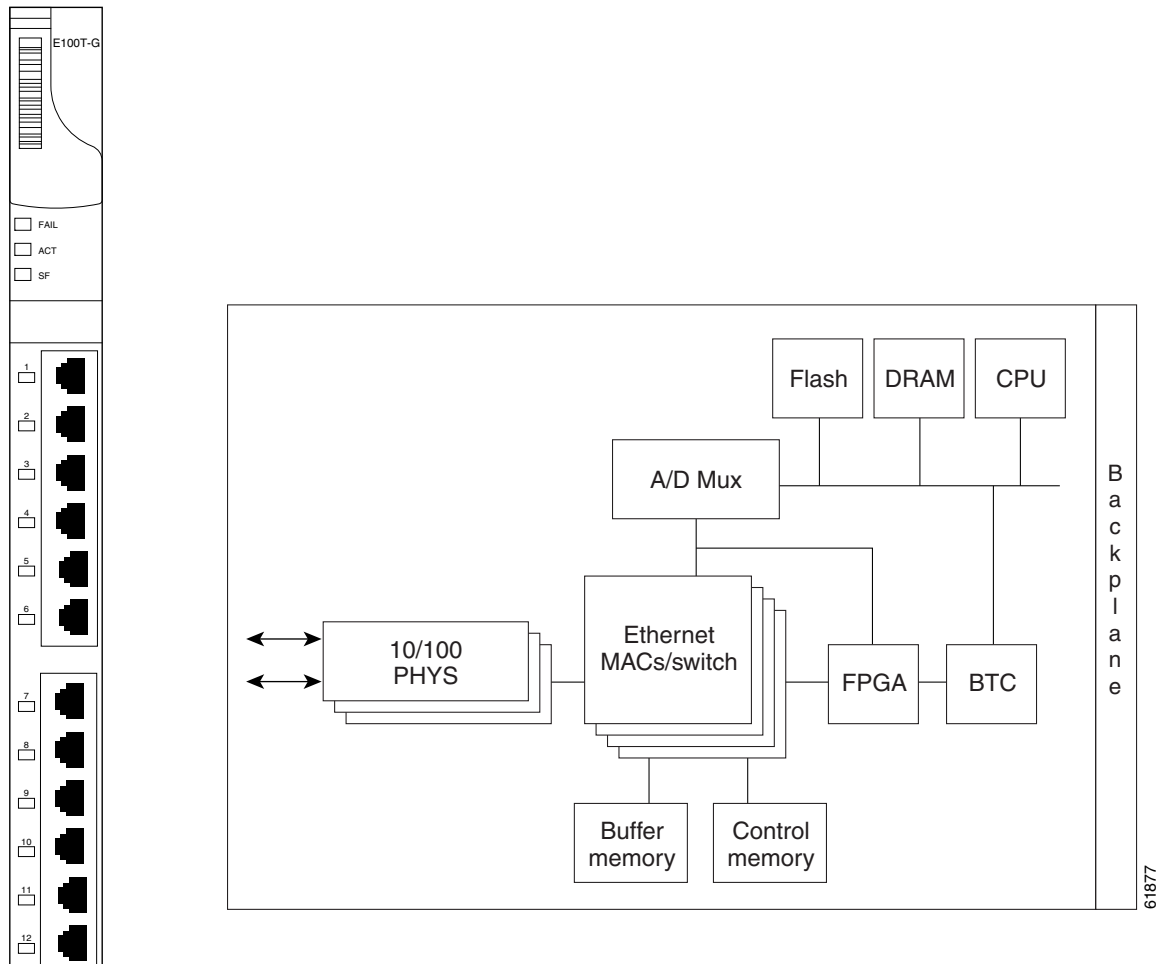 E100T-G
FAIL
ACT
SF
1
2
3
4
5
6
7
8
9
10
11
12
Flash
DRAM
CPU
A/D Mux
Ethernet
MACs/switch
10/100
PHYS
FPGA
BTC
Buffer
memory
Control
memory
Backplane
61877